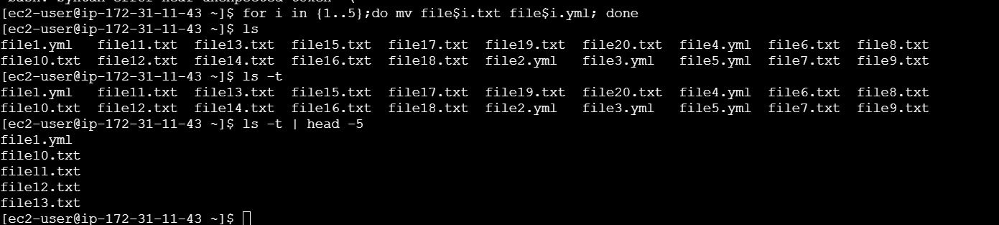 bash: syntax error near unexpected token `(
[ec2-user@ip-172-31-11-43 ~]$ for i in {1..5};do mv file$i.txt file$i.yml; done
[ec2-user@ip-172-31-11-43 ~]$ ls
file1.yml   file11.txt  file13.txt  file15.txt  file17.txt  file19.txt  file20.txt  file4.yml  file6.txt  file8.txt
file10.txt  file12.txt  file14.txt  file16.txt  file18.txt  file2.yml   file3.yml   file5.yml  file7.txt  file9.txt
[ec2-user@ip-172-31-11-43 ~]$ ls -t
file1.yml   file11.txt  file13.txt  file15.txt  file17.txt  file19.txt  file20.txt  file4.yml  file6.txt  file8.txt
file10.txt  file12.txt  file14.txt  file16.txt  file18.txt  file2.yml   file3.yml   file5.yml  file7.txt  file9.txt
[ec2-user@ip-172-31-11-43 ~]$ ls -t | head -5
file1.yml
file10.txt
file11.txt
file12.txt
file13.txt
[ec2-user@ip-172-31-11-43 ~]$